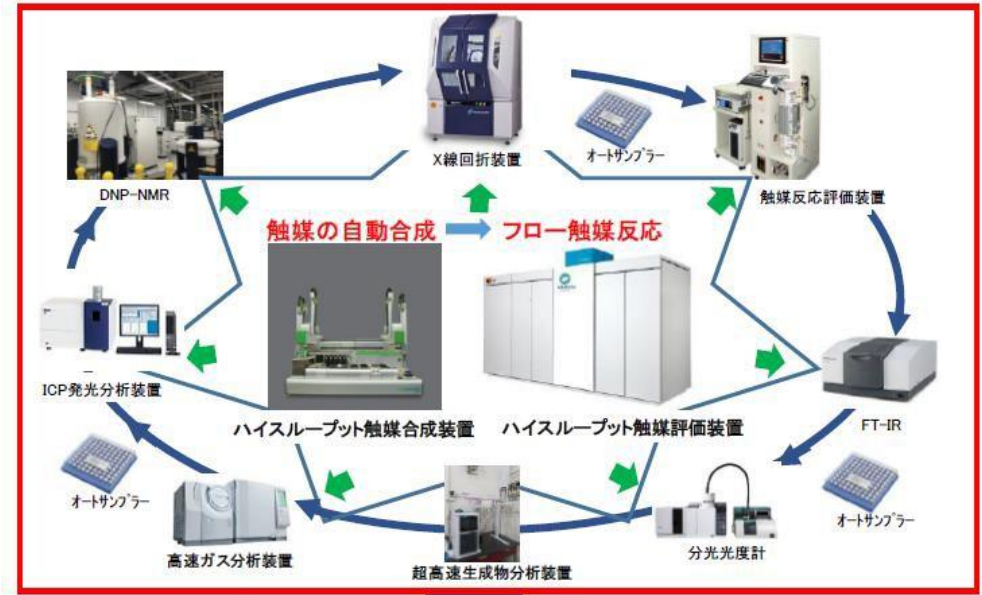 X線回折装置
オートサンプラー
触媒反応評価装置
DNP-NMR
触媒の自動合成
フロー触媒反応
ICP発光分析装置
ハイスループット触媒合成装置
ハイスループット触媒評価装置
FT-IR
オートサンプラー
オートサンプラー
高速ガス分析装置
超高速生成物分析装置
分光光度計